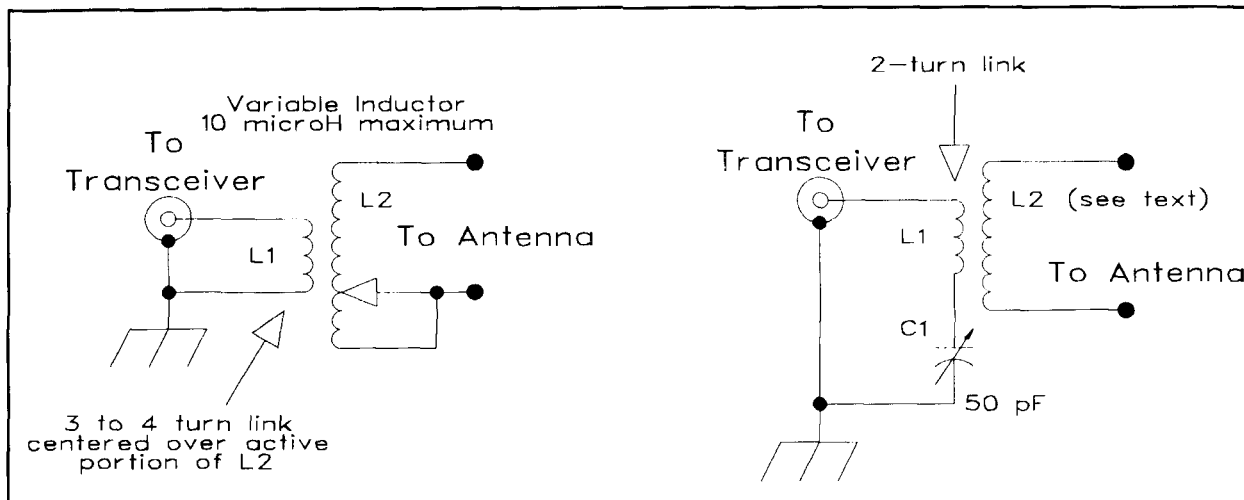 Variable Inductor
10 microH maximum
To
Transceiver
L1
L2
To Antenna
3 to 4 turn link
centered over active
portion of L2
2-turn link
To
Transceiver
L1
L2 (see text)
To Antenna
C1
50 pF